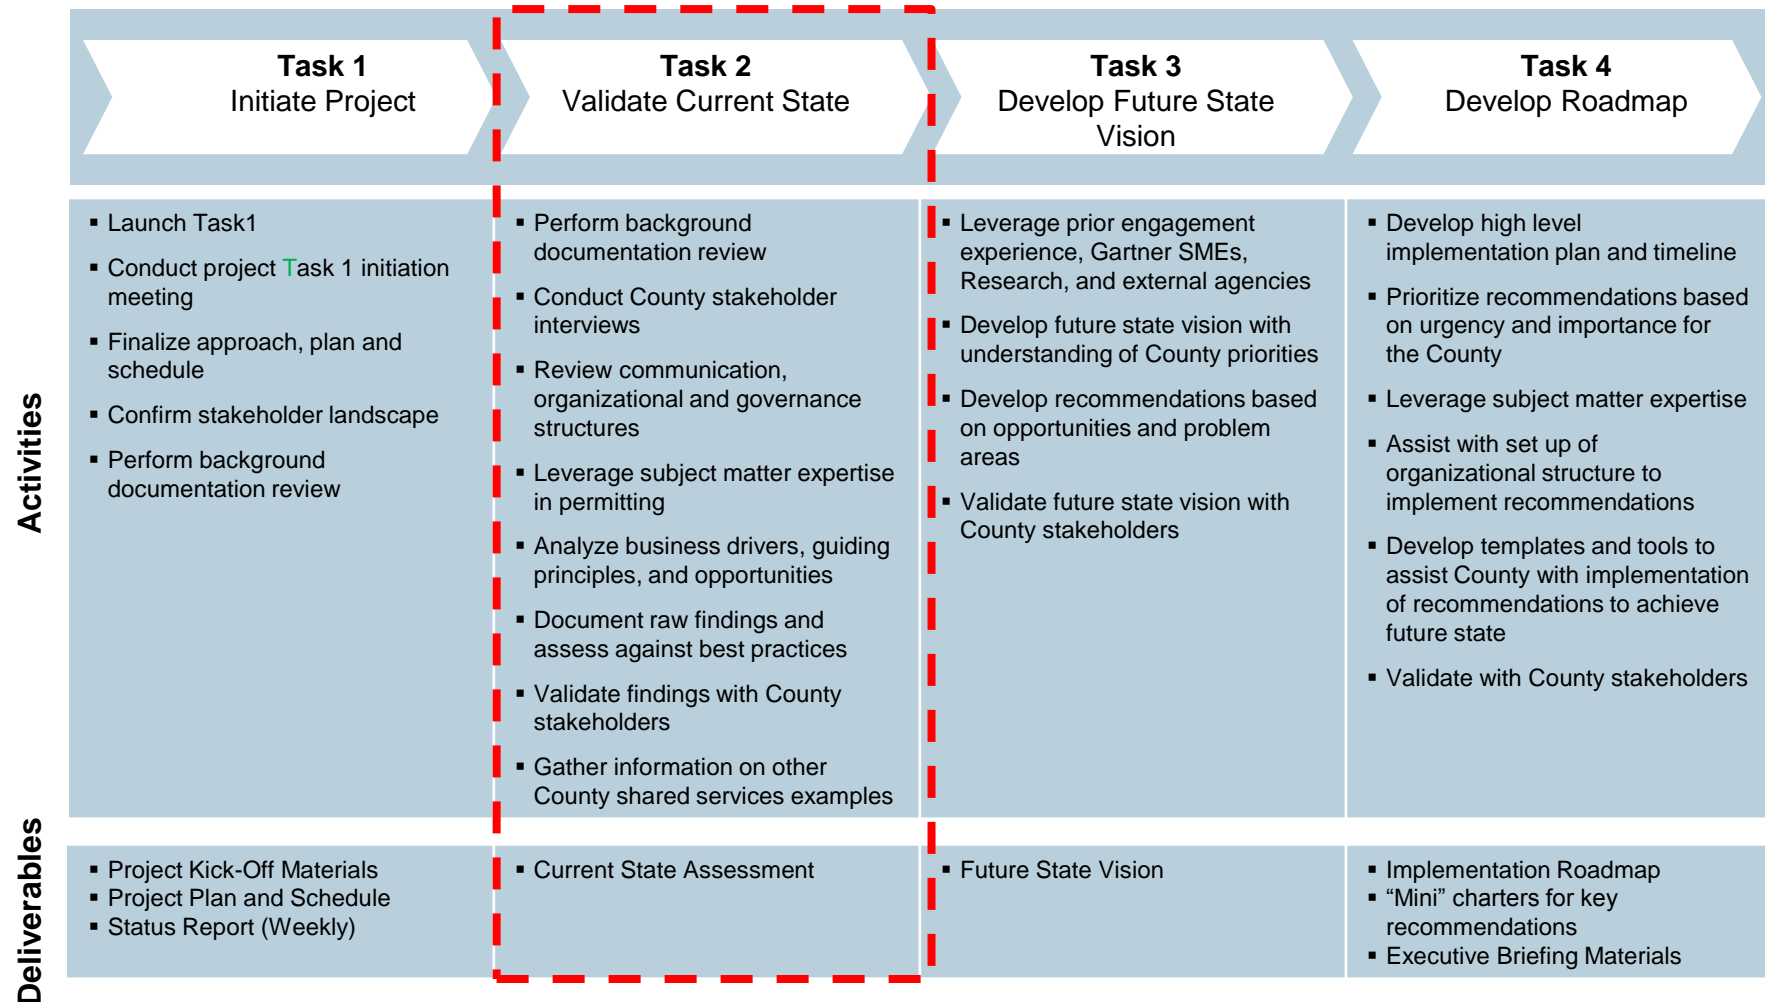 Task 1
Initiate Project
Task 2
Validate Current State
Task 3
Develop Future State
Vision
Task 4
Develop Roadmap
Activities
▪ Launch Task1
▪ Conduct project Task 1 initiation
meeting
▪ Finalize approach, plan and
schedule
▪ Confirm stakeholder landscape
▪ Perform background
documentation review
▪ Perform background
documentation review
▪ Conduct County stakeholder
interviews
▪ Review communication,
organizational and governance
structures
▪ Leverage subject matter expertise
in permitting
▪ Analyze business drivers, guiding
principles, and opportunities
▪ Document raw findings and
assess against best practices
▪ Validate findings with County
stakeholders
▪ Gather information on other
County shared services examples
▪ Leverage prior engagement
experience, Gartner SMEs,
Research, and external agencies
▪ Develop future state vision with
understanding of County priorities
▪ Develop recommendations based
on opportunities and problem
areas
▪ Validate future state vision with
County stakeholders
▪ Develop high level
implementation plan and timeline
▪ Prioritize recommendations based
on urgency and importance for
the County
▪ Leverage subject matter expertise
▪ Assist with set up of
organizational structure to
implement recommendations
▪ Develop templates and tools to
assist County with implementation
of recommendations to achieve
future state
▪ Validate with County stakeholders
Deliverables
▪ Project Kick-Off Materials
▪ Project Plan and Schedule
▪ Status Report (Weekly)
▪ Current State Assessment
▪ Future State Vision
▪ Implementation Roadmap
▪ “Mini” charters for key
recommendations
▪ Executive Briefing Materials